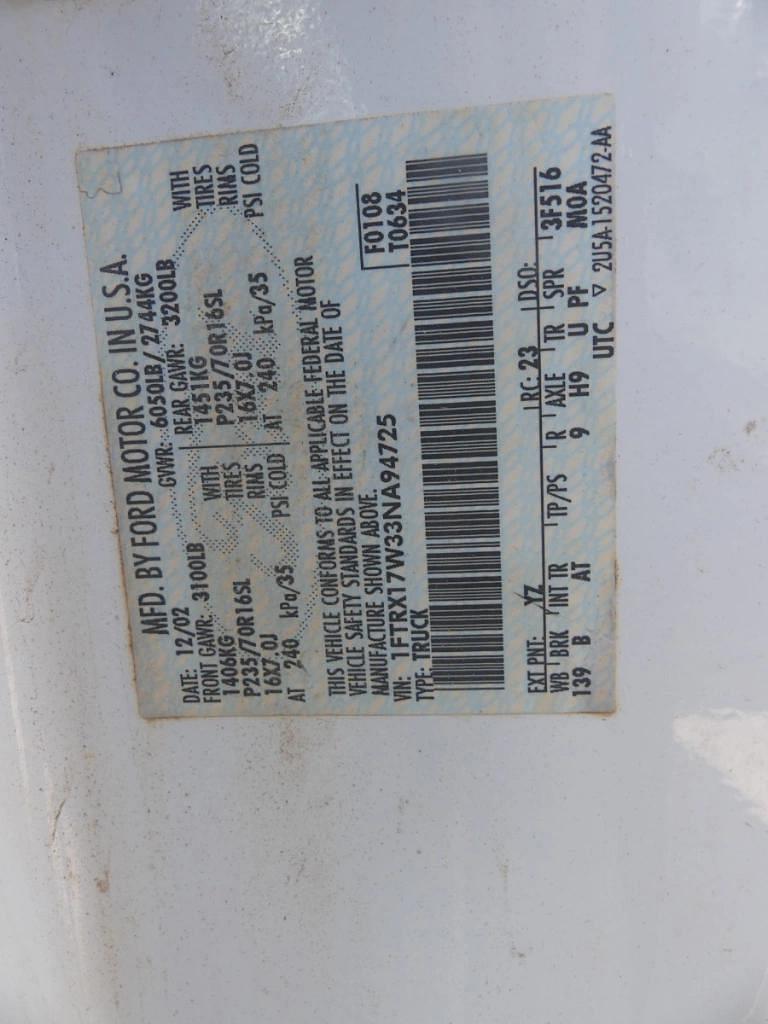 MFD. BY FORD MOTOR CO. IN U.S.A.
DATE: 12/02 GVWR: 6050LB / 2744KG
FRONT GAWR: 3100LB REAR GAWR: 3200LB
1406KG WITH 1451KG WITH
P235/70R16SL TIRES P235/70R16SL TIRES
16X7.0J RIMS 16X7.0J RIMS
AT 240 kPa/35 PSI COLD AT 240 kPa/35 PSI COLD
THIS VEHICLE CONFORMS TO ALL APPLICABLE FEDERAL MOTOR
VEHICLE SAFETY STANDARDS IN EFFECT ON THE DATE OF
MANUFACTURE SHOWN ABOVE.
VIN: 1FTRX17W33NA94725 F0108
TYPE: TRUCK T0634
EXT PNT: YZ RC: 23 DSO:
WB BRK INT TR TP/PS R AXLE TR SPR 3F516
139 B AT 9 H9 U PF M0A
UTC ▽ 2U5A-1520472-AA